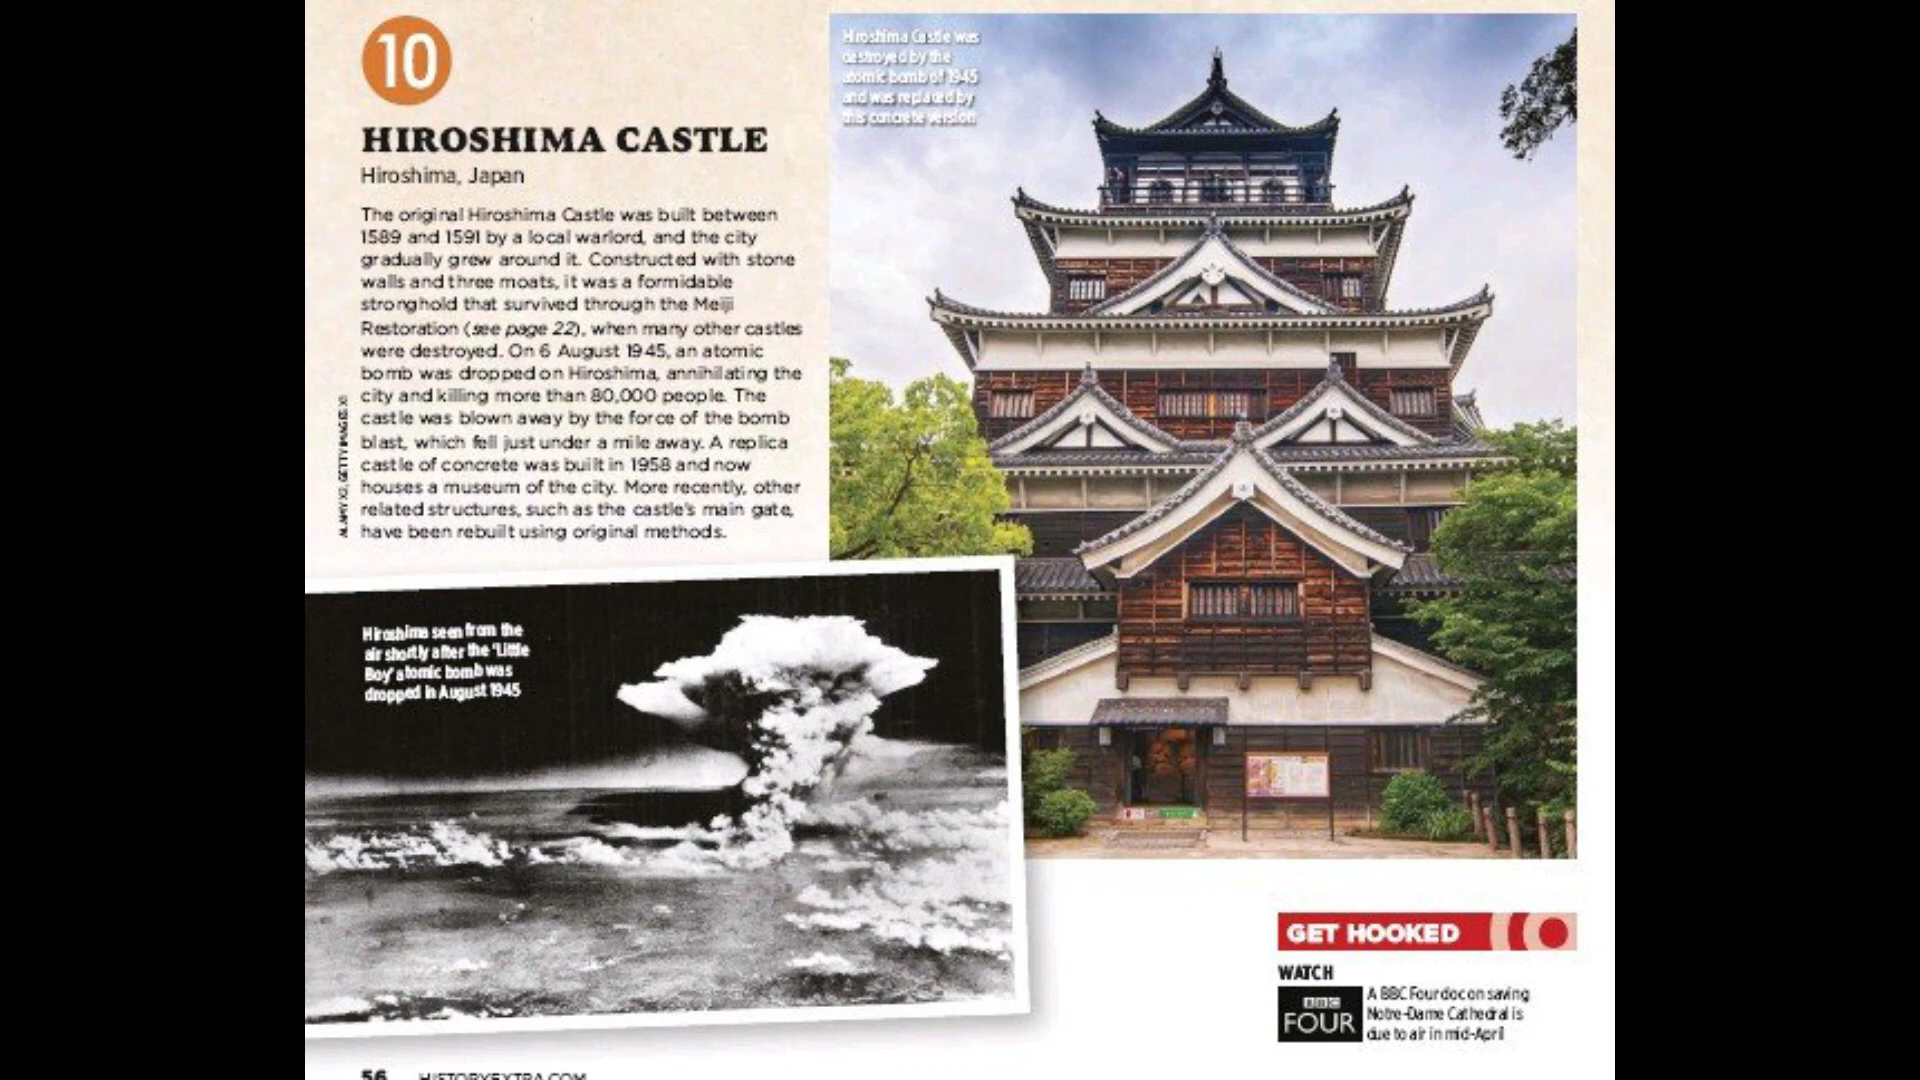 10
HIROSHIMA CASTLE
Hiroshima, Japan
The original Hiroshima Castle was built between
1589 and 1591 by a local warlord, and the city
gradually grew around it. Constructed with stone
walls and three moats, it was a formidable
stronghold that survived through the Meiji
Restoration (see page 22), when many other castles
were destroyed. On 6 August 1945, an atomic
bomb was dropped on Hiroshima, annihilating the
city and killing more than 80,000 people. The
castle was blown away by the force of the bomb
blast, which fell just under a mile away. A replica
castle of concrete was built in 1958 and now
houses a museum of the city. More recently, other
related structures, such as the castle's main gate,
have been rebuilt using original methods.
Hiroshima Castle was
destroyed by the
atomic bomb of 1945
and was replaced by
this concrete version
Hiroshima seen from the
air shortly after the 'Little
Boy' atomic bomb was
dropped in August 1945
GET HOOKED
WATCH
BBC
FOUR
A BBC Four doc on saving
Notre-Dame Cathedral is
due to air in mid-April
56 HISTORYEXTRA.COM